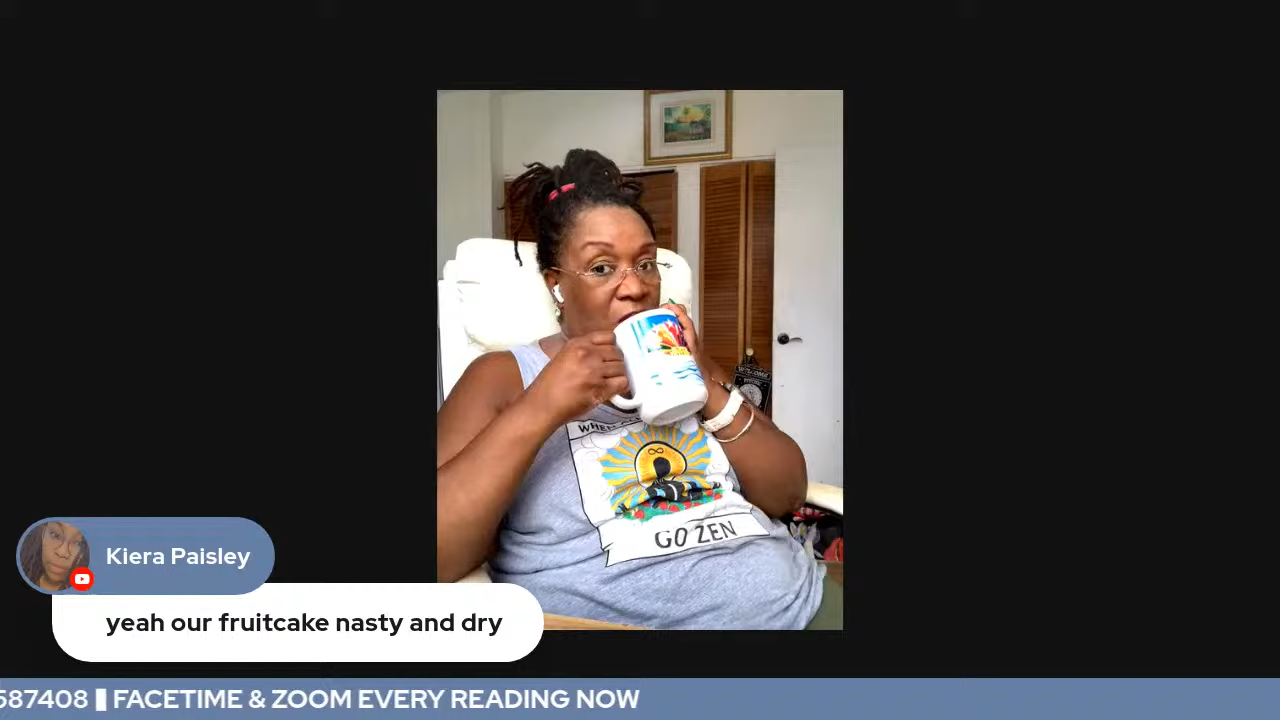 GO ZEN
Kiera Paisley
yeah our fruitcake nasty and dry
587408 ▮ FACETIME & ZOOM EVERY READING NOW